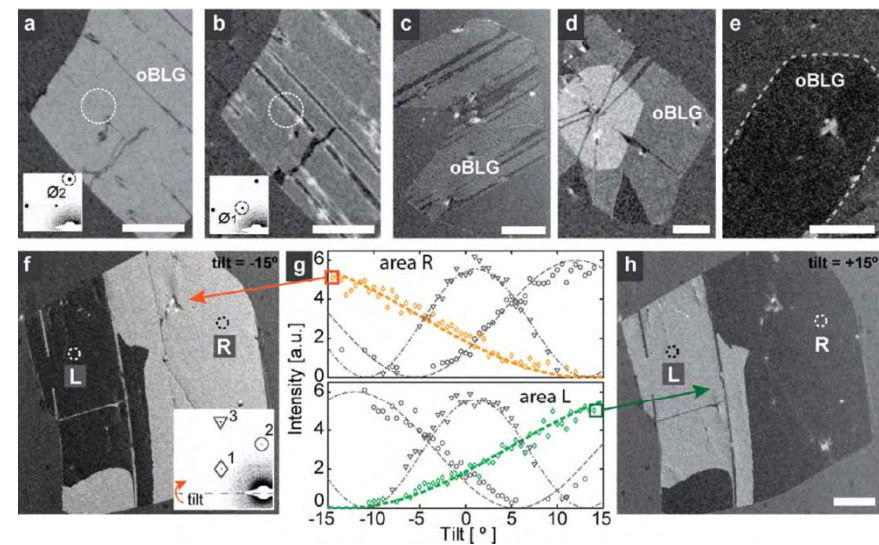 a
b
c
d
e
oBLG
oBLG
oBLG
oBLG
oBLG
Ø2
Ø1
f
tilt = -15º
g
area R
h
tilt = +15º
R
L
3
2
1
tilt
6
4
2
0
Intensity [a.u.]
area L
6
4
2
0
-15 -10 -5 0 5 10 15
Tilt [ º ]
R
L